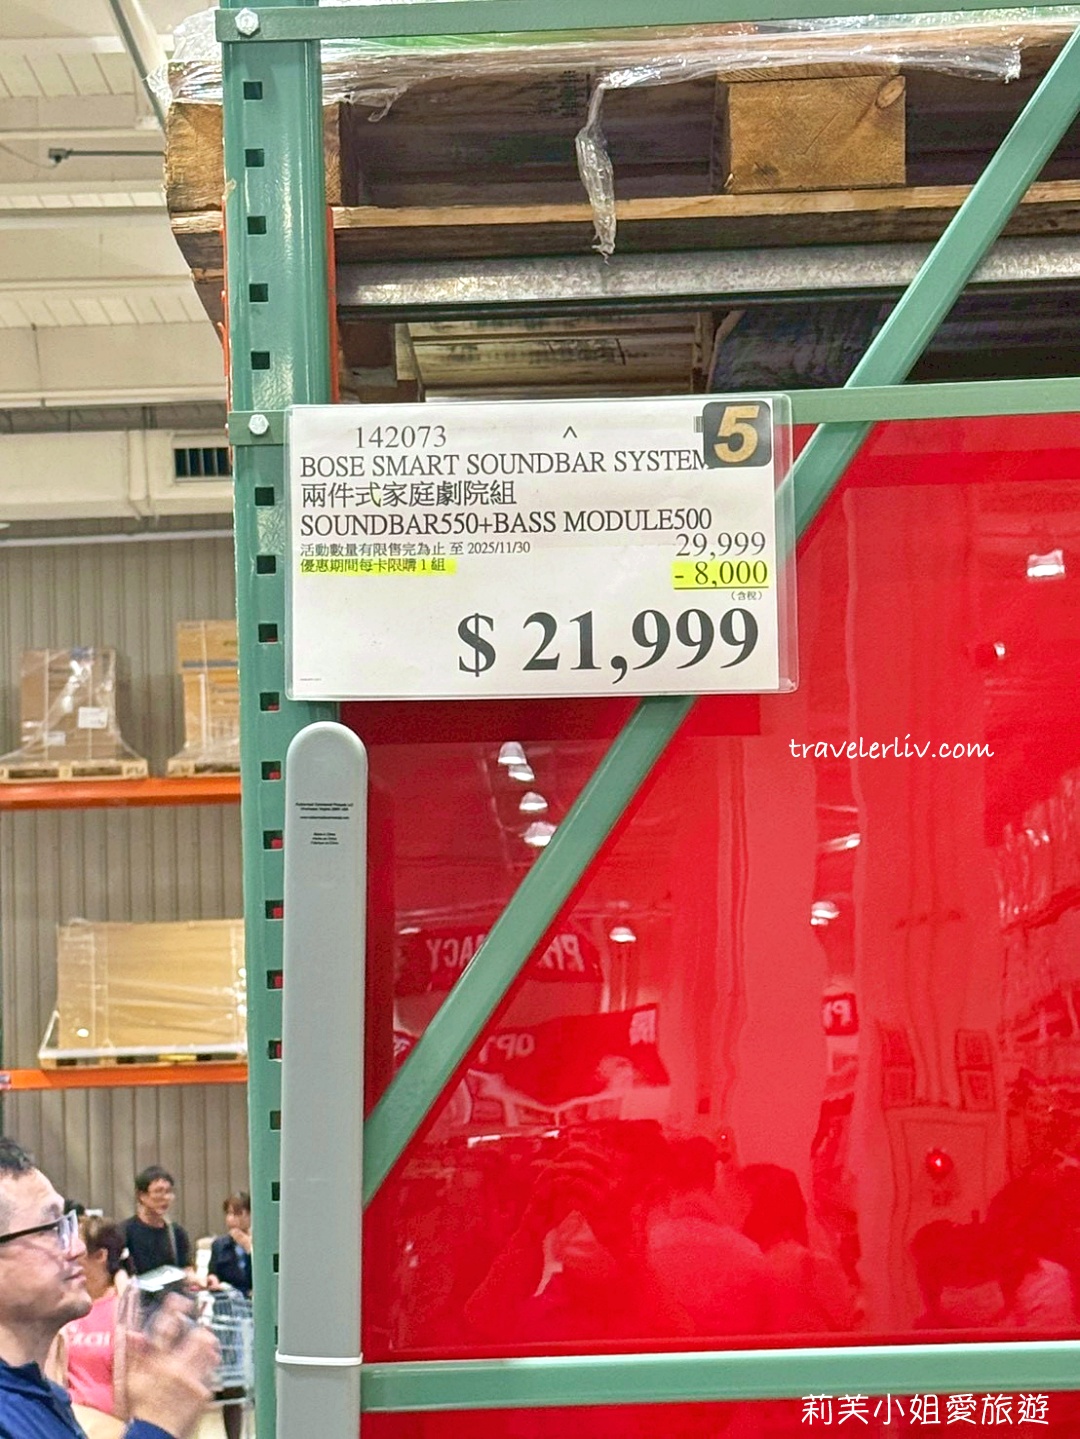 142073 ^
5
BOSE SMART SOUNDBAR SYSTEM
兩件式家庭劇院組
SOUNDBAR550+BASS MODULE500
活動數量有限售完為止 至 2025/11/30
29,999
優惠期間每卡限購 1 組
- 8,000
(含稅)
$ 21,999
travelerliv.com
PHARMACY
莉芙小姐愛旅遊